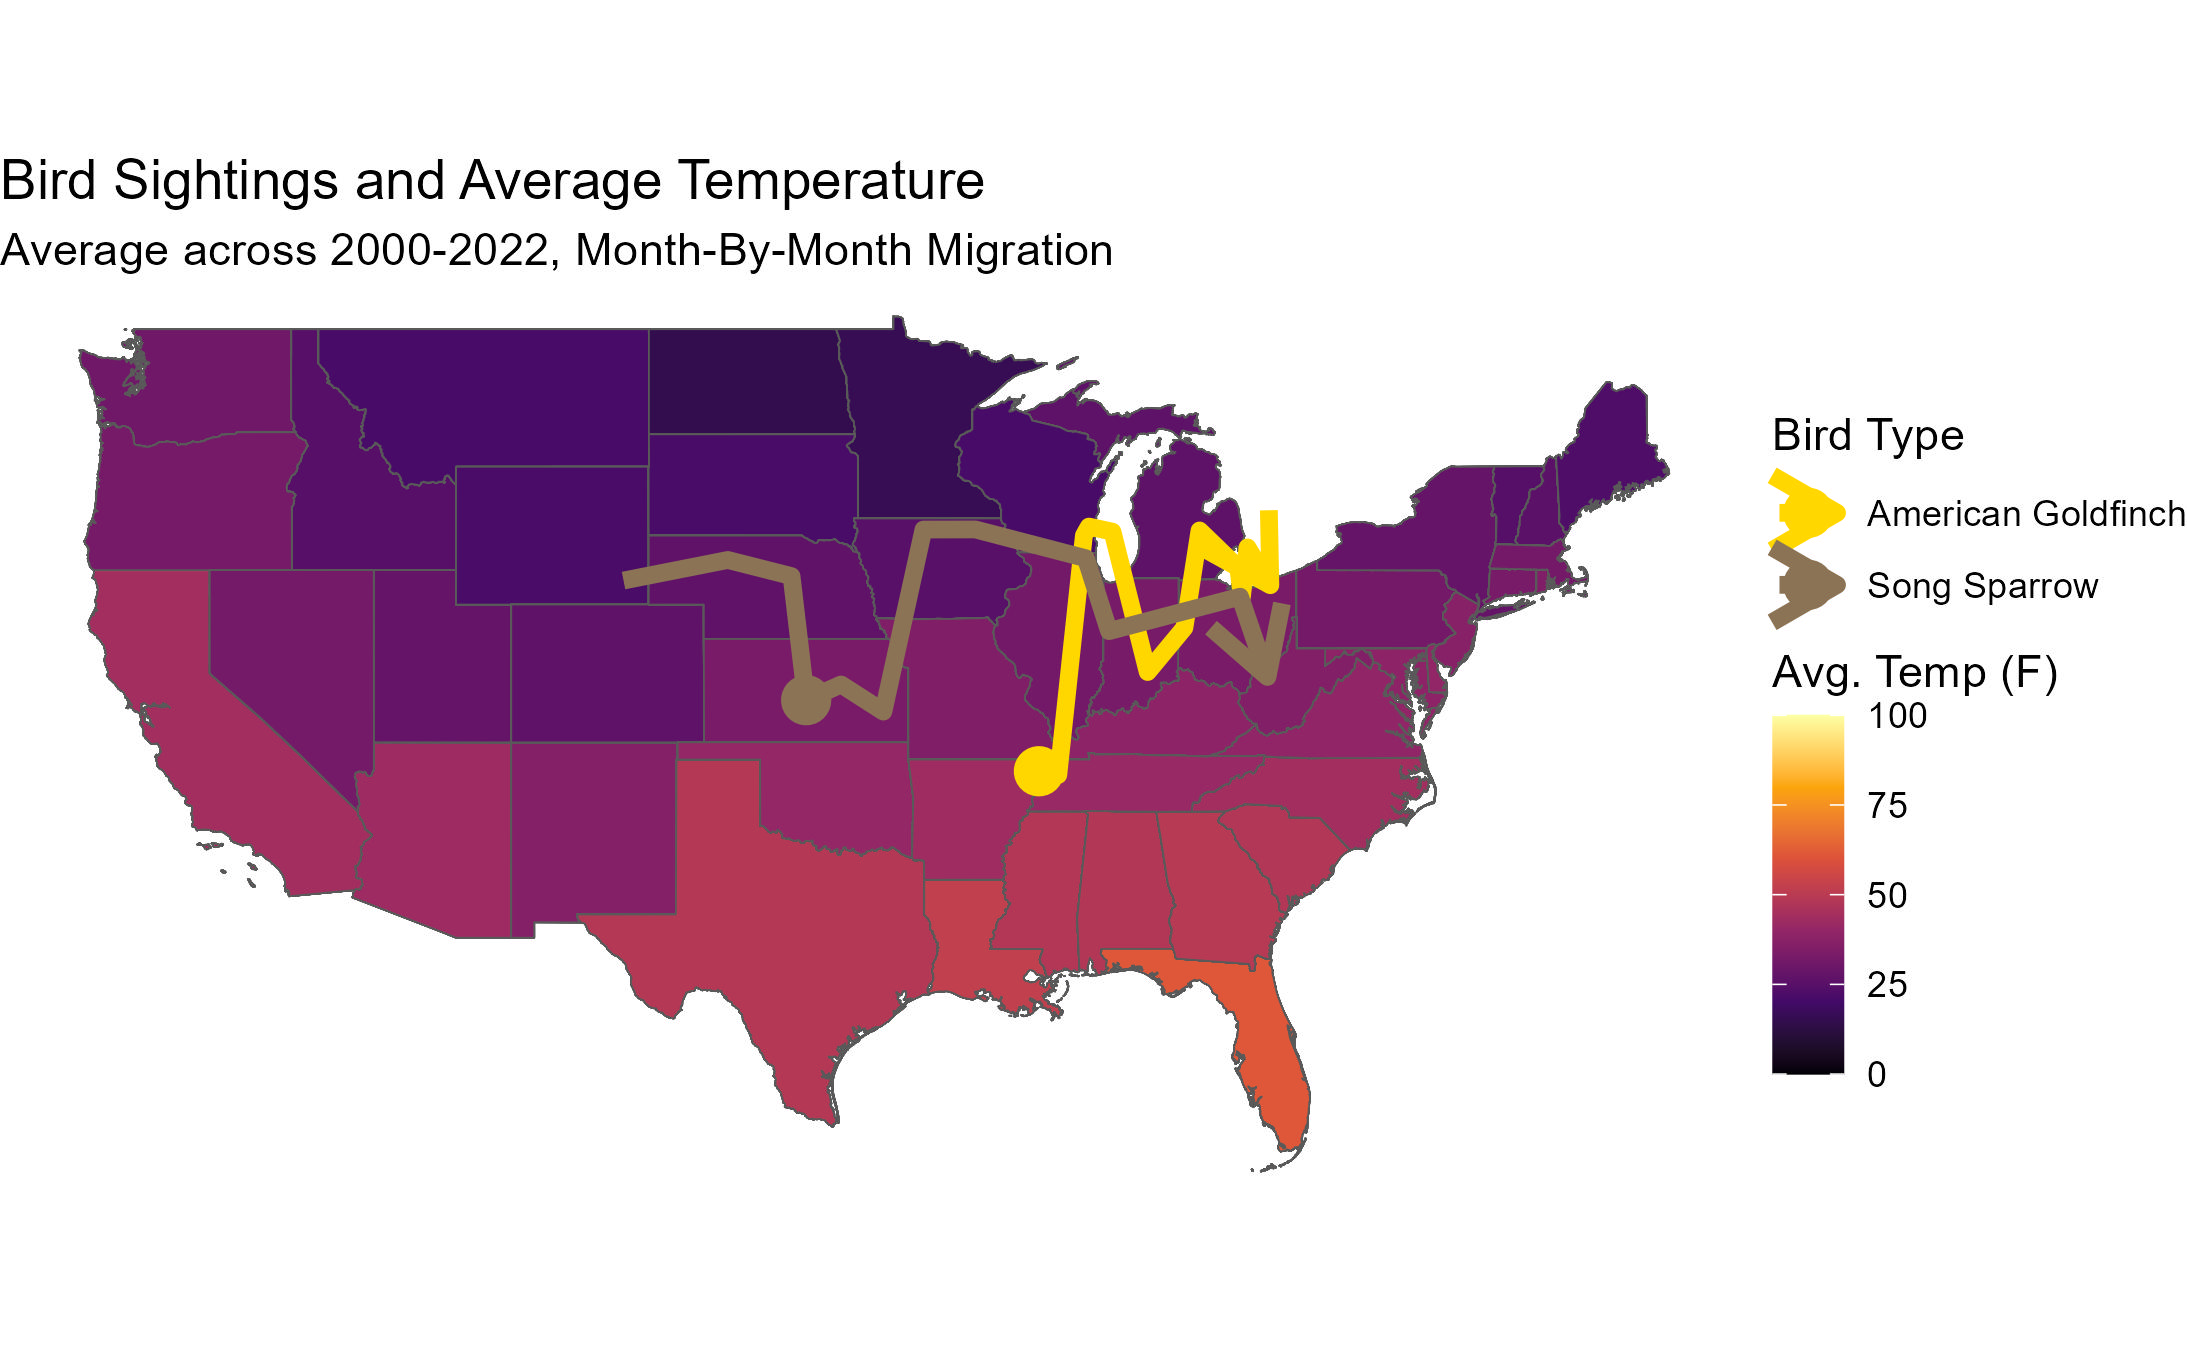 Bird Sightings and Average Temperature
Average across 2000-2022, Month-By-Month Migration
Bird Type
American Goldfinch
Song Sparrow
Avg. Temp (F)
100
75
50
25
0